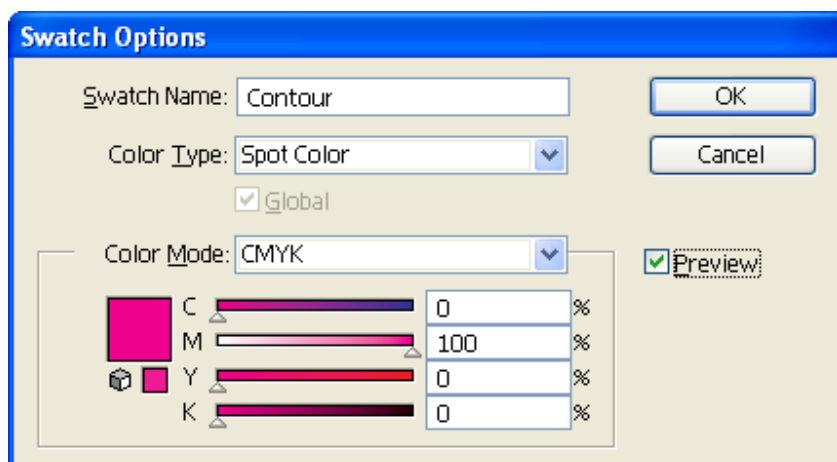 Swatch Options
Swatch Name: Contour OK
Color Type: Spot Color Cancel
Global
Color Mode: CMYK Preview
C 0 %
M 100 %
Y 0 %
K 0 %